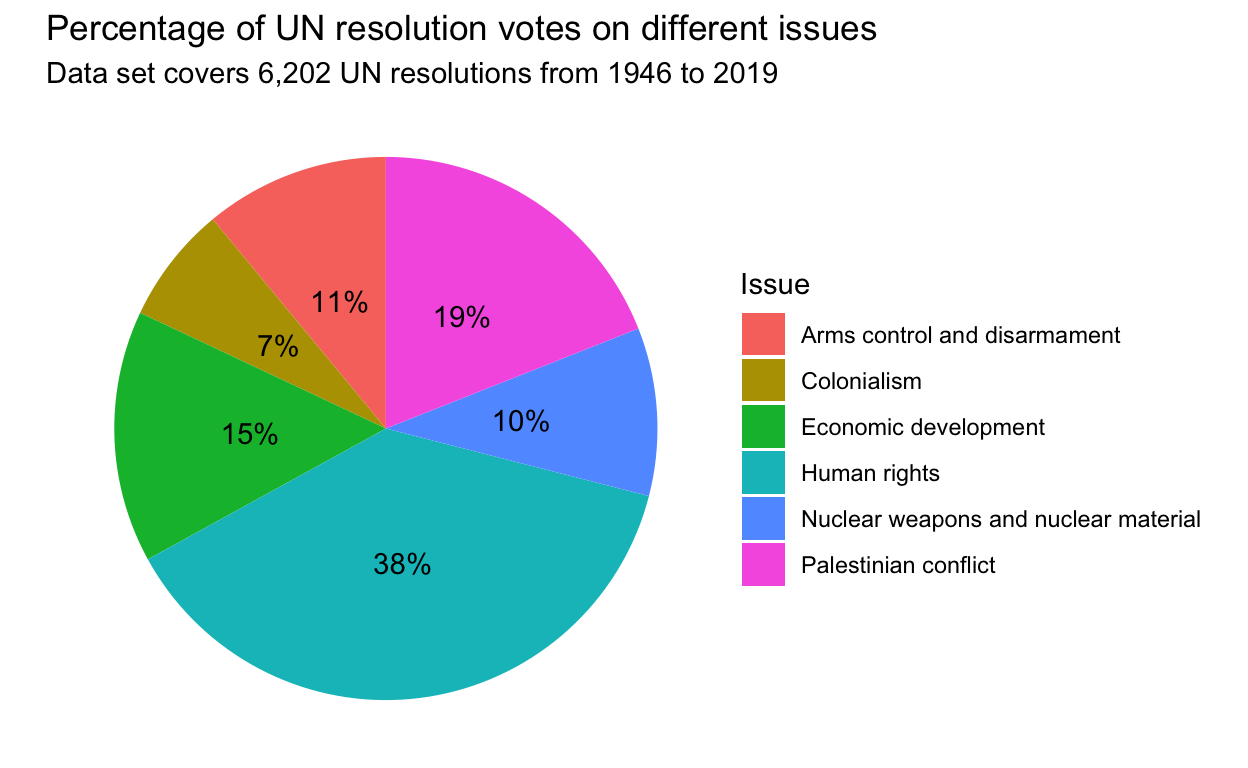 Percentage of UN resolution votes on different issues
Data set covers 6,202 UN resolutions from 1946 to 2019
11%
19%
7%
10%
15%
38%
Issue
Arms control and disarmament
Colonialism
Economic development
Human rights
Nuclear weapons and nuclear material
Palestinian conflict